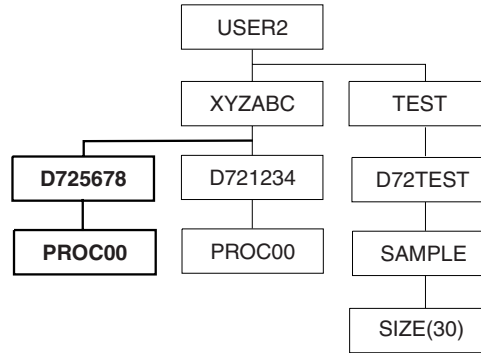 USER2
XYZABC
TEST
D725678
D721234
D72TEST
PROC00
PROC00
SAMPLE
SIZE(30)